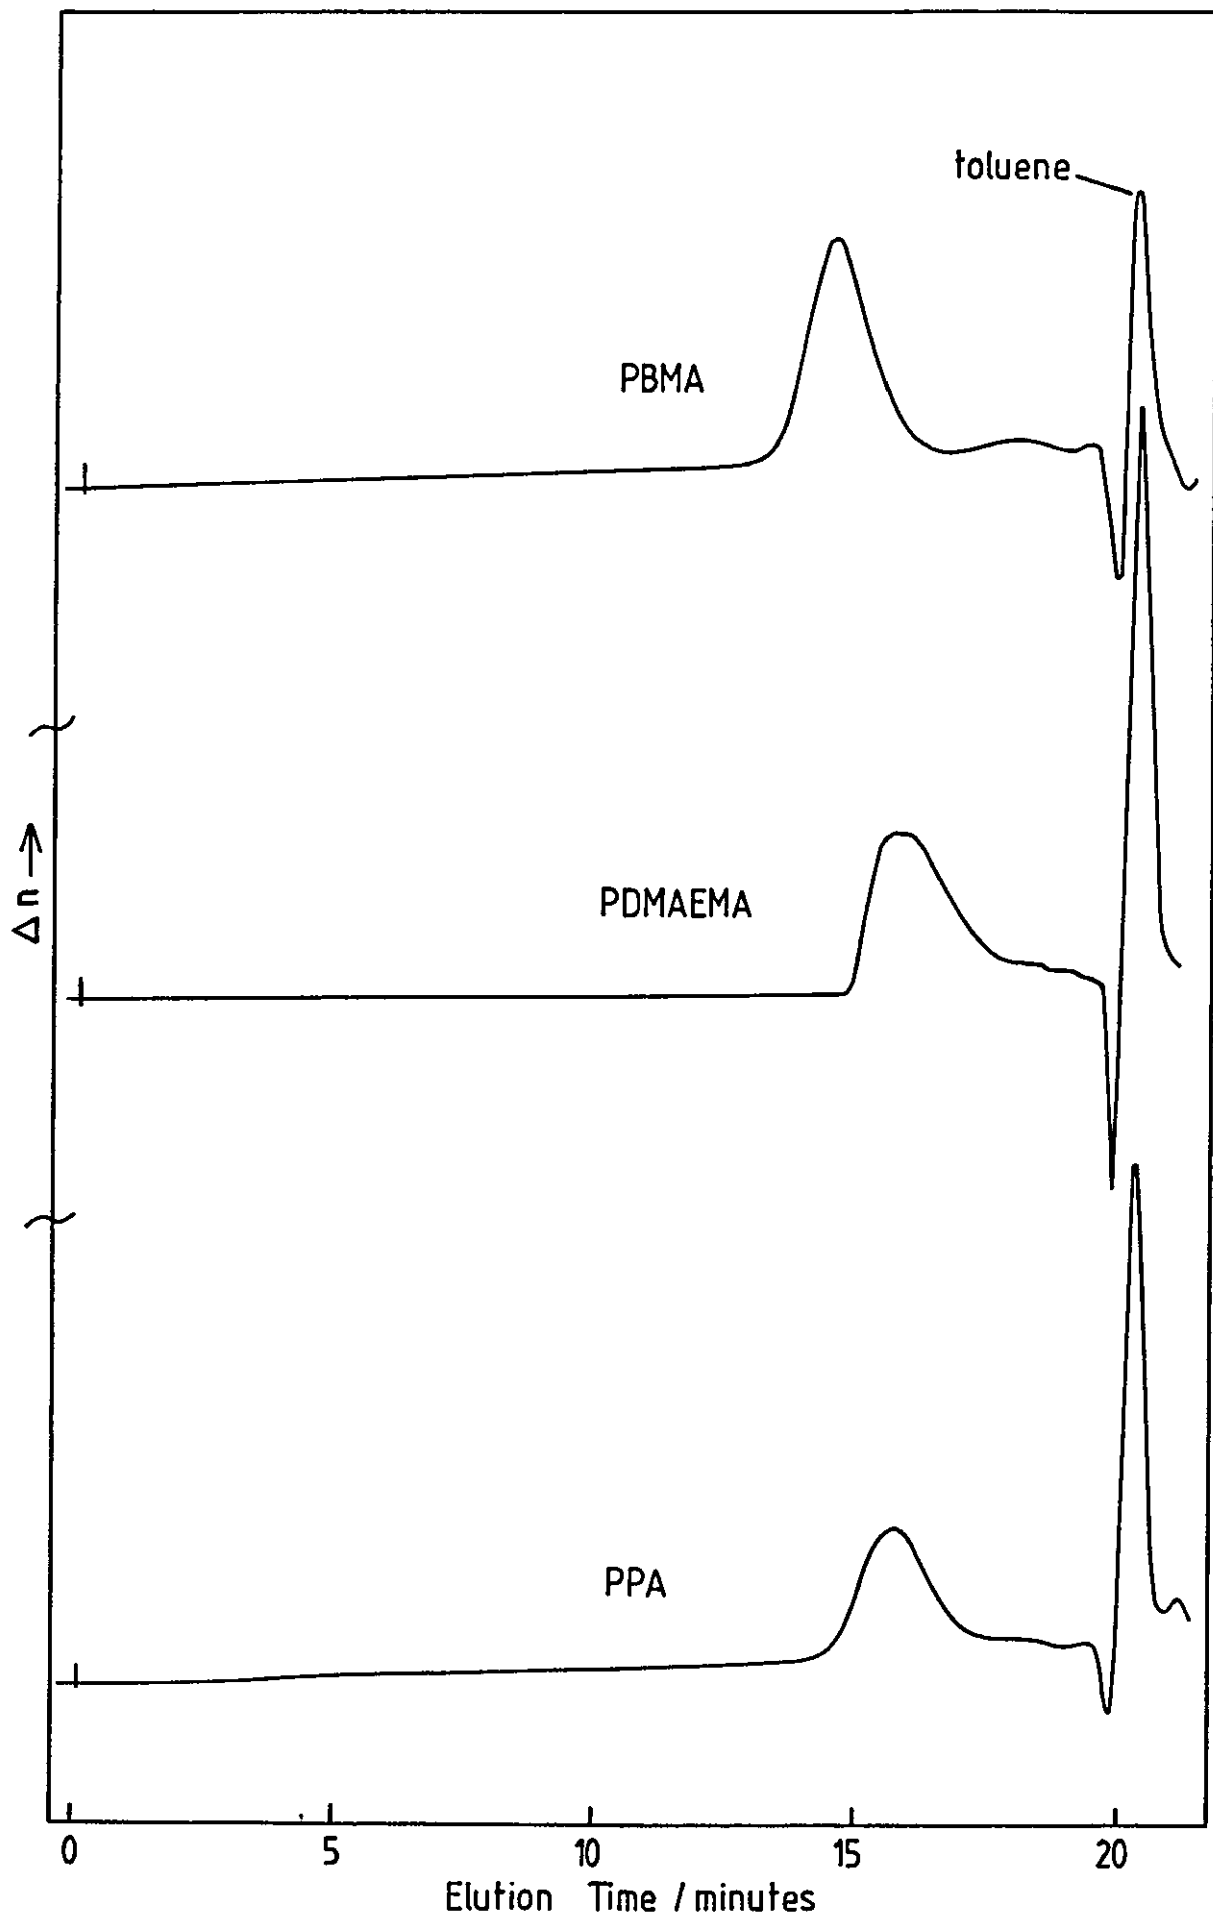 toluene
PBMA
PDMAEMA
Δn→
PPA
0 5 10 15 20
Elution Time / minutes